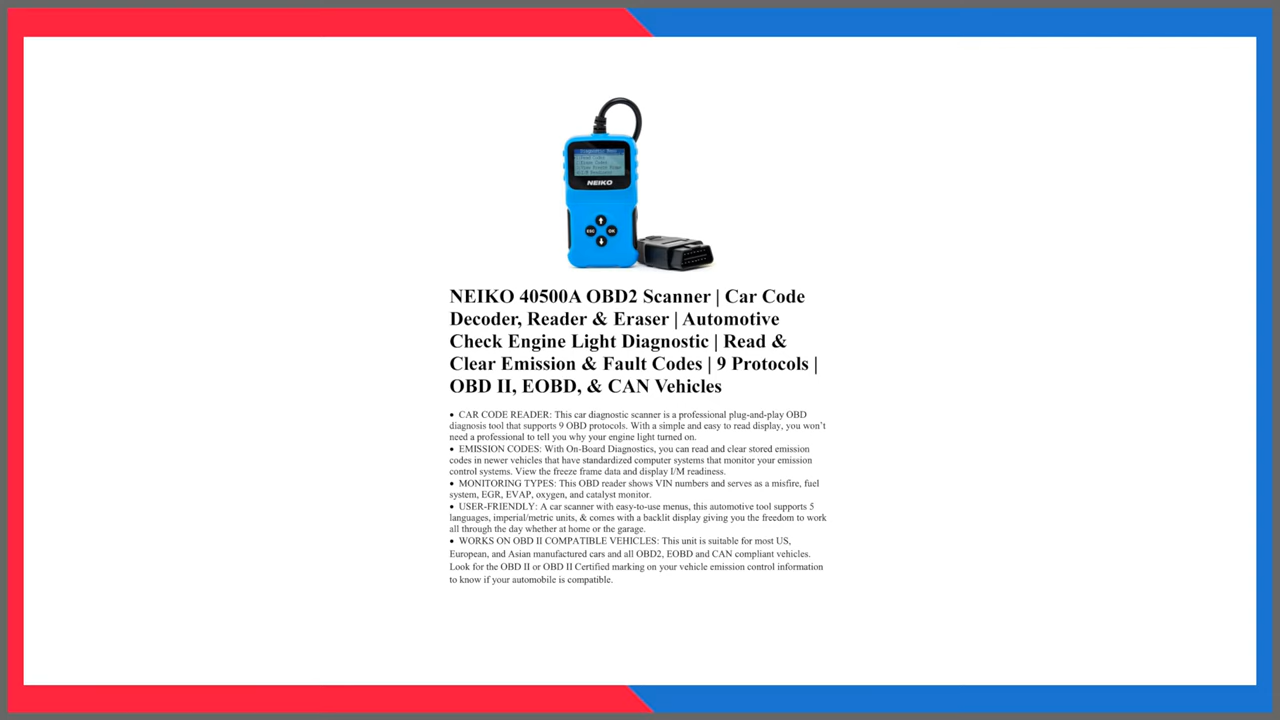 NEIKO
ESC
OK
NEIKO 40500A OBD2 Scanner | Car Code
Decoder, Reader & Eraser | Automotive
Check Engine Light Diagnostic | Read &
Clear Emission & Fault Codes | 9 Protocols |
OBD II, EOBD, & CAN Vehicles
● CAR CODE READER: This car diagnostic scanner is a professional plug-and-play OBD
diagnosis tool that supports 9 OBD protocols. With a simple and easy to read display, you won’t
need a professional to tell you why your engine light turned on.
● EMISSION CODES: With On-Board Diagnostics, you can read and clear stored emission
codes in newer vehicles that have standardized computer systems that monitor your emission
control systems. View the freeze frame data and display I/M readiness.
● MONITORING TYPES: This OBD reader shows VIN numbers and serves as a misfire, fuel
system, EGR, EVAP, oxygen, and catalyst monitor.
● USER-FRIENDLY: A car scanner with easy-to-use menus, this automotive tool supports 5
languages, imperial/metric units, & comes with a backlit display giving you the freedom to work
all through the day whether at home or the garage.
● WORKS ON OBD II COMPATIBLE VEHICLES: This unit is suitable for most US,
European, and Asian manufactured cars and all OBD2, EOBD and CAN compliant vehicles.
Look for the OBD II or OBD II Certified marking on your vehicle emission control information
to know if your automobile is compatible.